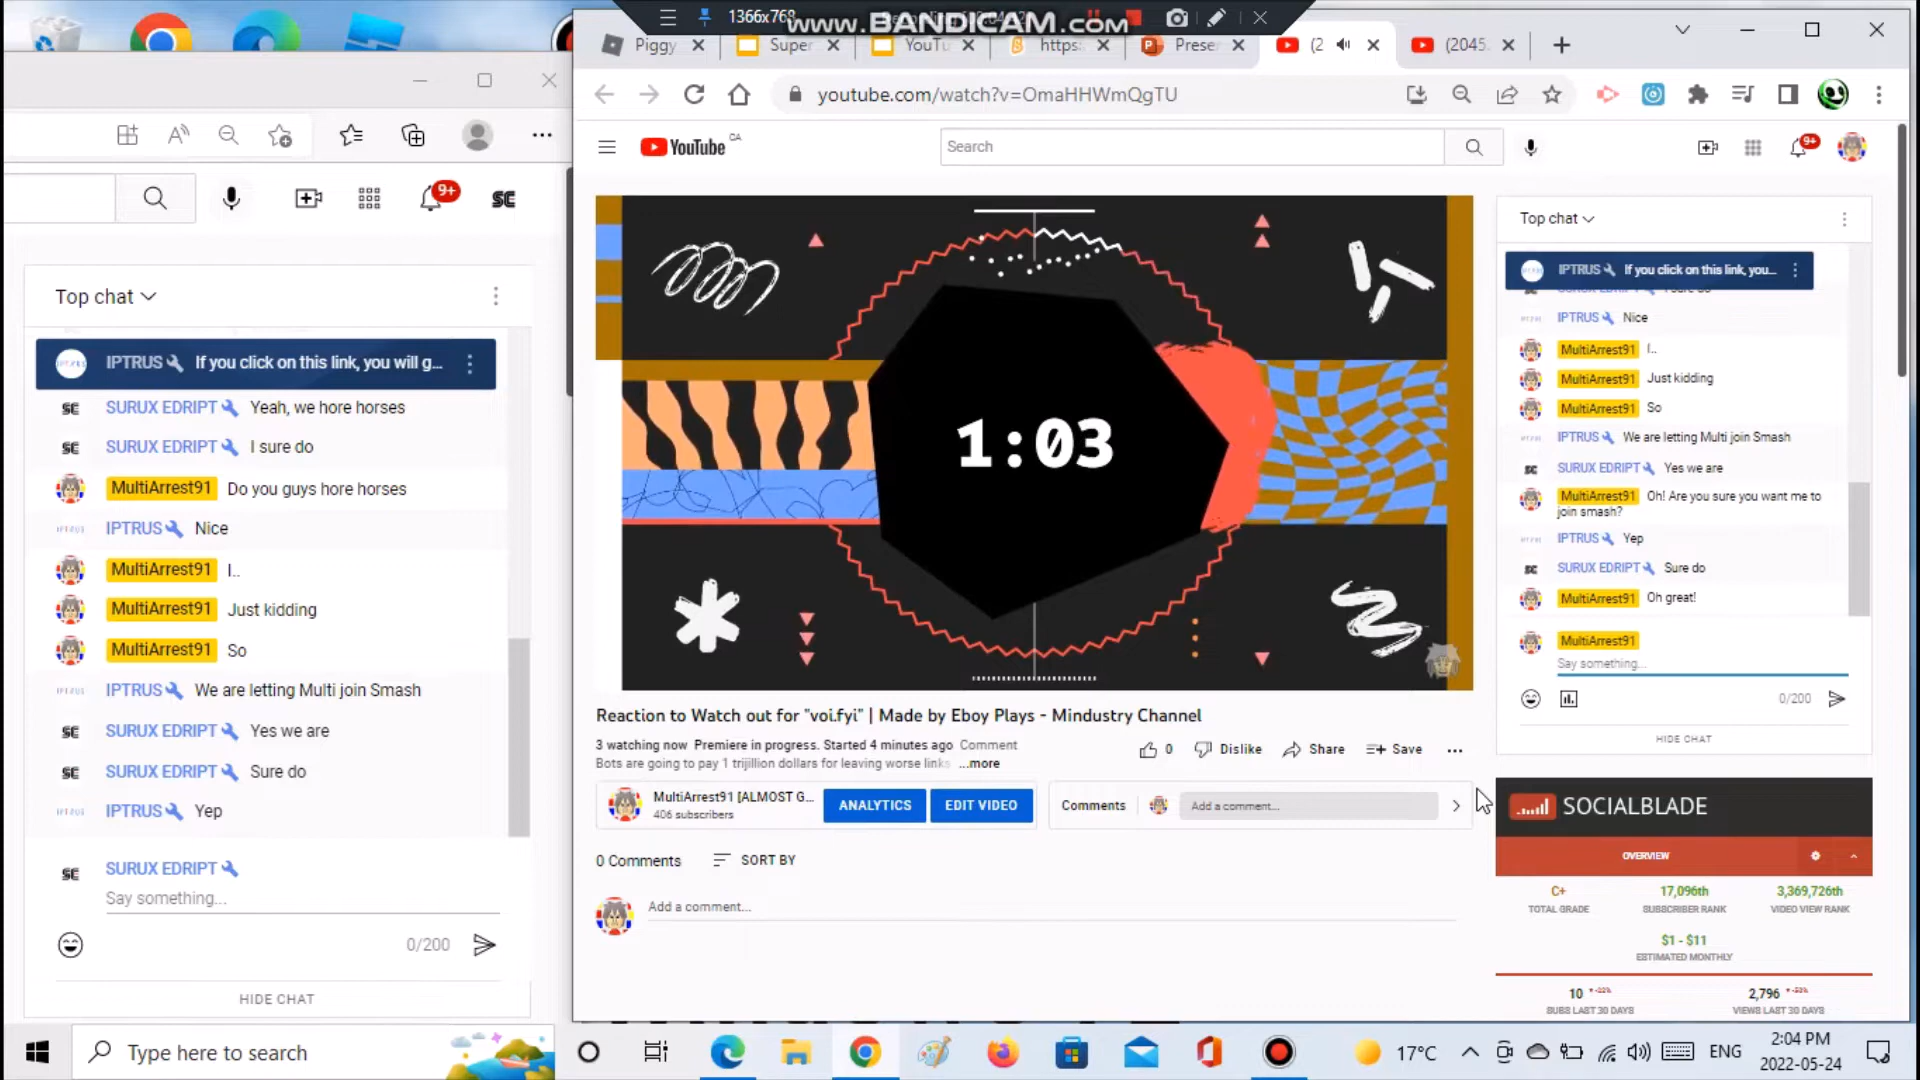 1366x768
www.BANDICAM.com
Piggy
Super
YouTu
https:
Prese
(2
(2045
youtube.com/watch?v=OmaHHWmQgTU
YouTube CA
Search
9+
9+
SE
Top chat
IPTRUS If you click on this link, you will g...
SURUX EDRIPT Yeah, we hore horses
SURUX EDRIPT I sure do
MultiArrest91 Do you guys hore horses
IPTRUS Nice
MultiArrest91 I..
MultiArrest91 Just kidding
MultiArrest91 So
IPTRUS We are letting Multi join Smash
SURUX EDRIPT Yes we are
SURUX EDRIPT Sure do
IPTRUS Yep
SURUX EDRIPT
Say something...
0/200
HIDE CHAT
1:03
Reaction to Watch out for "voi.fyi" | Made by Eboy Plays - Mindustry Channel
3 watching now Premiere in progress. Started 4 minutes ago Comment
Bots are going to pay 1 trijillion dollars for leaving worse links ...more
0
Dislike
Share
Save
MultiArrest91 [ALMOST G...
406 subscribers
ANALYTICS
EDIT VIDEO
Comments
Add a comment...
0 Comments
SORT BY
Add a comment...
Top chat
IPTRUS If you click on this link, you...
IPTRUS Nice
MultiArrest91 I..
MultiArrest91 Just kidding
MultiArrest91 So
IPTRUS We are letting Multi join Smash
SURUX EDRIPT Yes we are
MultiArrest91 Oh! Are you sure you want me to
join smash?
IPTRUS Yep
SURUX EDRIPT Sure do
MultiArrest91 Oh great!
MultiArrest91
Say something...
0/200
HIDE CHAT
SOCIALBLADE
OVERVIEW
C+
TOTAL GRADE
17,096th
SUBSCRIBER RANK
3,369,726th
VIDEO VIEW RANK
$1 - $11
ESTIMATED MONTHLY
10
SUBS LAST 30 DAYS
2,796
VIEWS LAST 30 DAYS
Type here to search
17°C
ENG
2:04 PM
2022-05-24